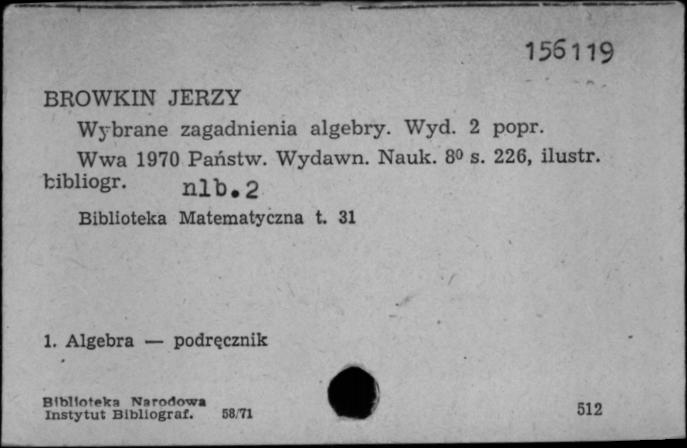 156119
BROWKIN JERZY
Wybrane zagadnienia algebry. Wyd. 2 popr.
Wwa 1970 Państw. Wydawn. Nauk. 8º s. 226, ilustr.
bibliogr. nlb.2
Biblioteka Matematyczna t. 31
1. Algebra — podręcznik
Biblioteka Narodowa
Instytut Bibliograf. 58/71
512